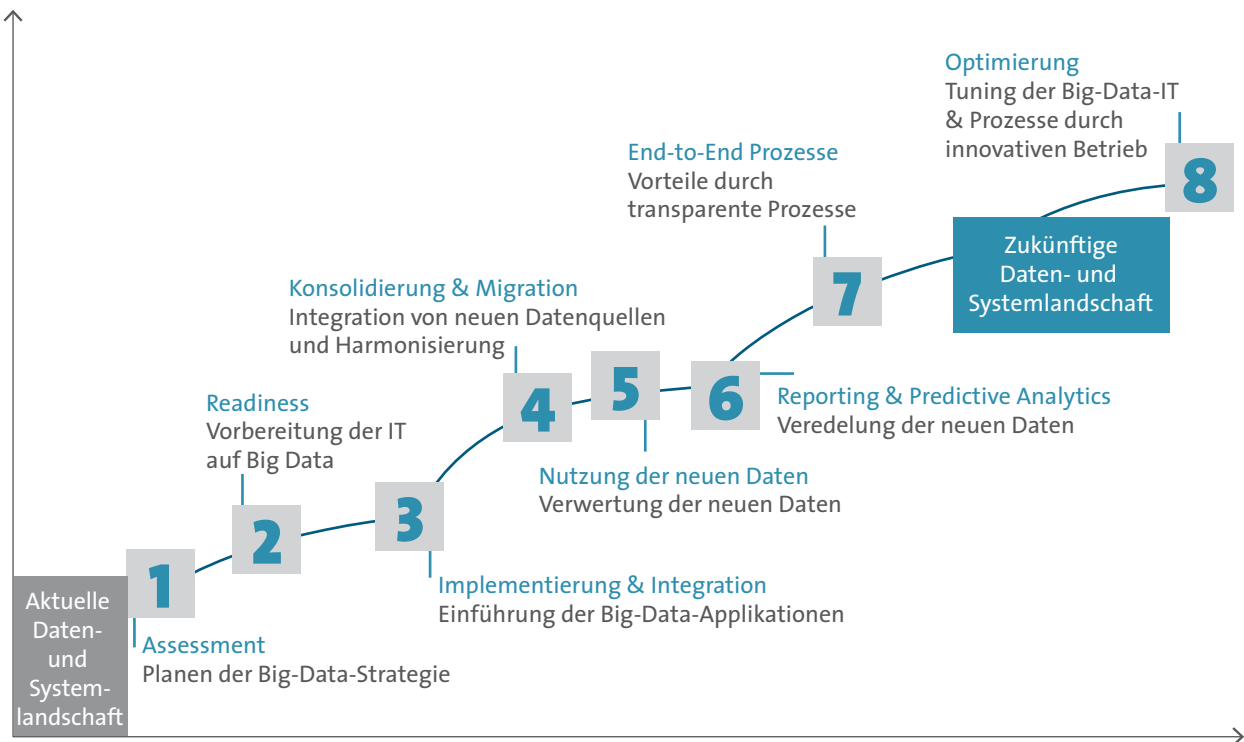 Optimierung
Tuning der Big-Data-IT
& Prozesse durch
innovativen Betrieb
8
End-to-End Prozesse
Vorteile durch
transparente Prozesse
7
Zukünftige
Daten- und
Systemlandschaft
Konsolidierung & Migration
Integration von neuen Datenquellen
und Harmonisierung
4
5
6
Reporting & Predictive Analytics
Veredelung der neuen Daten
Readiness
Vorbereitung der IT
auf Big Data
Nutzung der neuen Daten
Verwertung der neuen Daten
2
3
1
Implementierung & Integration
Einführung der Big-Data-Applikationen
Aktuelle
Daten-
und
System-
landschaft
Assessment
Planen der Big-Data-Strategie